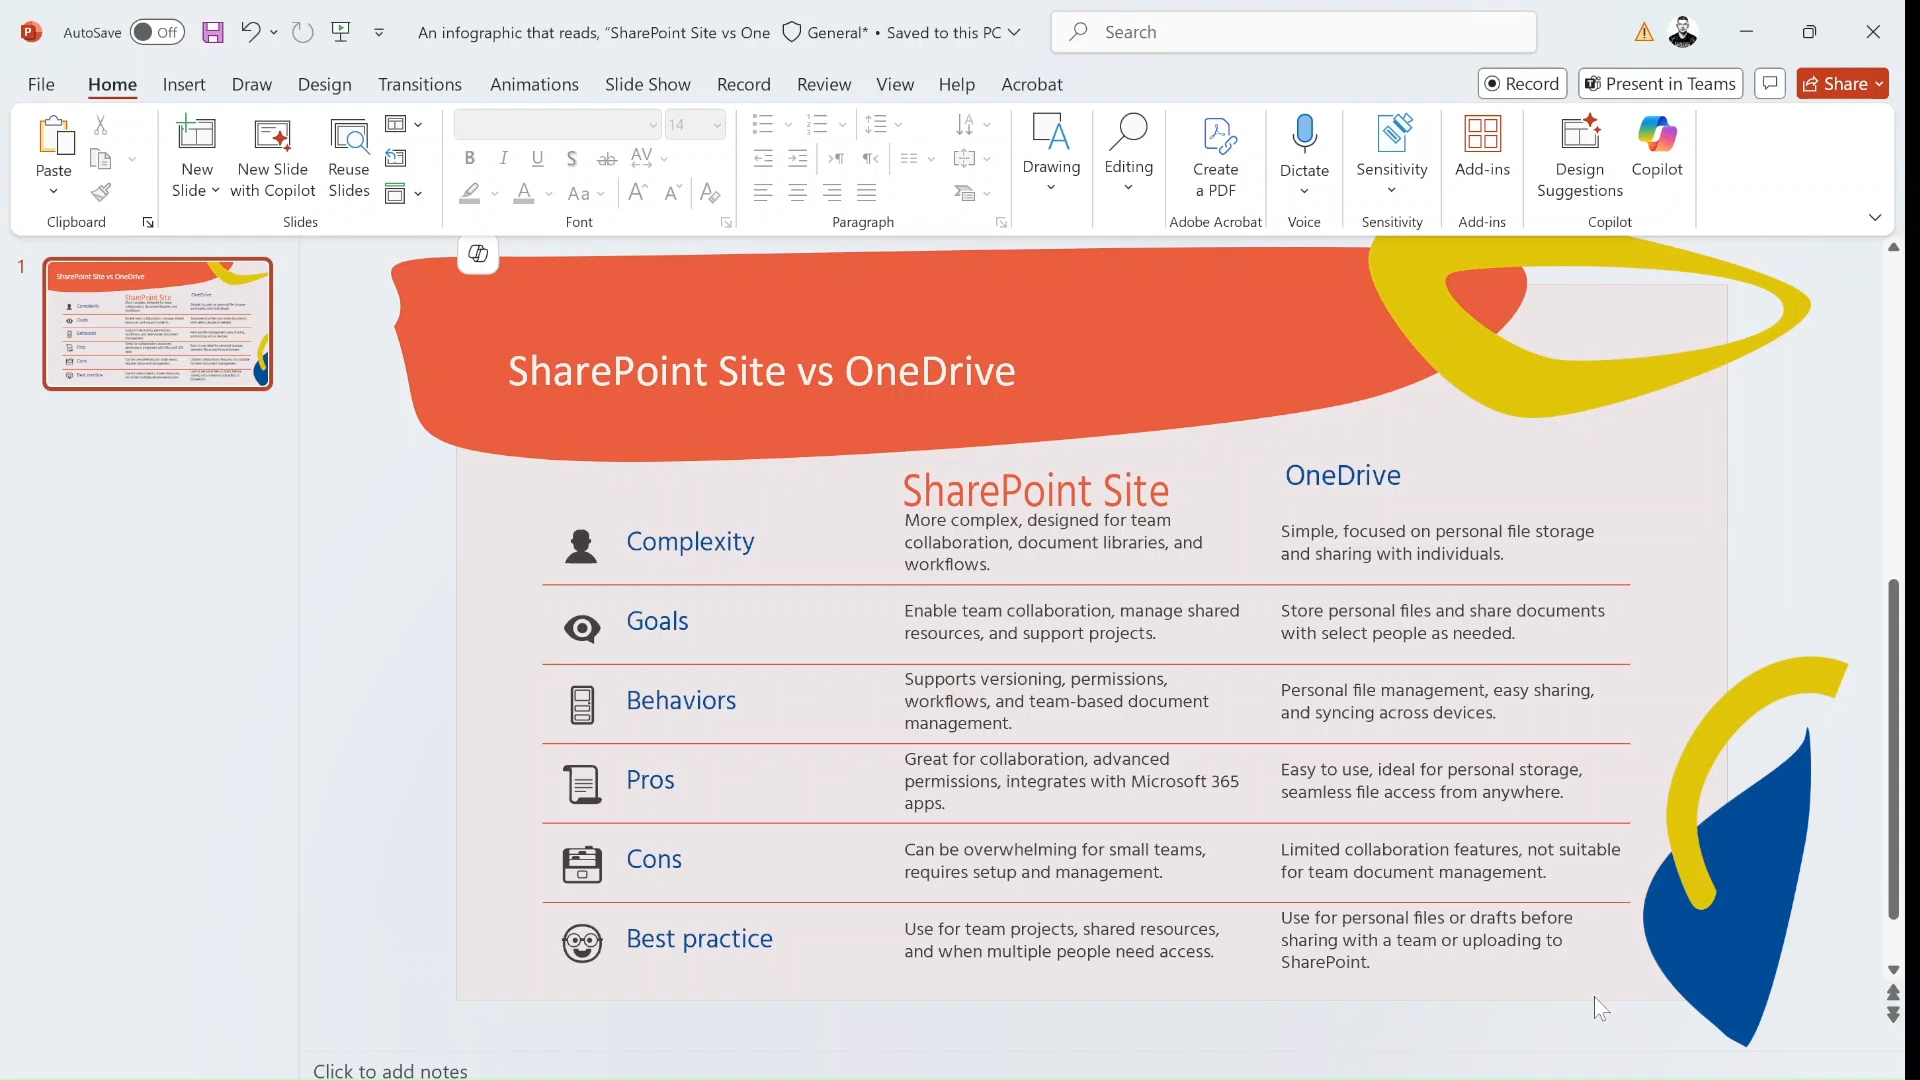 AutoSave Off An infographic that reads, “SharePoint Site vs One General* • Saved to this PC Search
File Home Insert Draw Design Transitions Animations Slide Show Record Review View Help Acrobat Record Present in Teams Share
Paste
New
Slide
New Slide
with Copilot
Reuse
Slides
14
B I U S ab AV
A Aa A A A
Drawing
Editing
Create
a PDF
Dictate
Sensitivity
Add-ins
Design
Suggestions
Copilot
Clipboard Slides Font Paragraph Adobe Acrobat Voice Sensitivity Add-ins Copilot
1
SharePoint Site vs OneDrive
SharePoint Site vs OneDrive
SharePoint Site
OneDrive
Complexity
More complex, designed for team
collaboration, document libraries, and
workflows.
Simple, focused on personal file storage
and sharing with individuals.
Goals
Enable team collaboration, manage shared
resources, and support projects.
Store personal files and share documents
with select people as needed.
Behaviors
Supports versioning, permissions,
workflows, and team-based document
management.
Personal file management, easy sharing,
and syncing across devices.
Pros
Great for collaboration, advanced
permissions, integrates with Microsoft 365
apps.
Easy to use, ideal for personal storage,
seamless file access from anywhere.
Cons
Can be overwhelming for small teams,
requires setup and management.
Limited collaboration features, not suitable
for team document management.
Best practice
Use for team projects, shared resources,
and when multiple people need access.
Use for personal files or drafts before
sharing with a team or uploading to
SharePoint.
Click to add notes